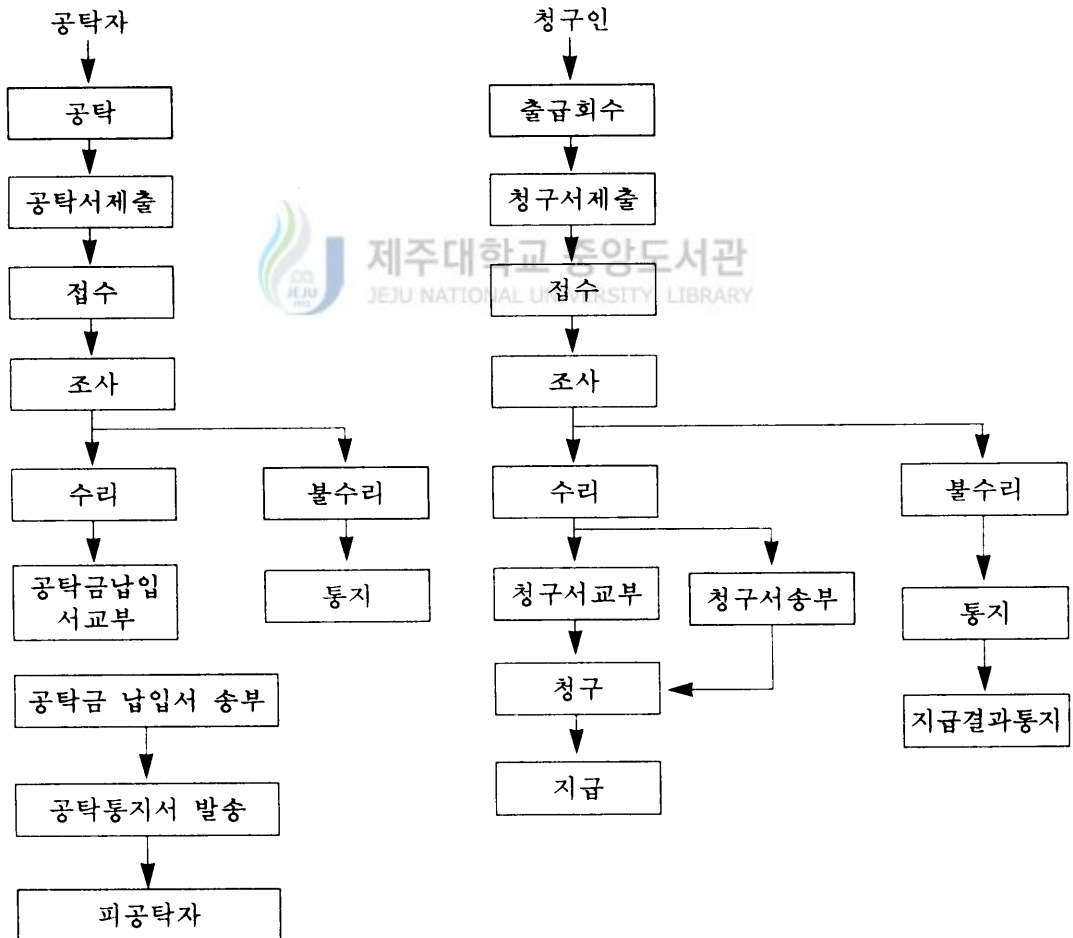 공탁자
공탁
공탁서제출
접수
조사
수리
불수리
공탁금납입
서교부
통지
공탁금 납입서 송부
공탁통지서 발송
피공탁자
청구인
출급회수
청구서제출
접수
조사
수리
불수리
청구서교부
청구서송부
통지
청구
지급결과통지
지급
제주대학교 중앙도서관
JEJU NATIONAL UNIVERSITY LIBRARY
JEJU